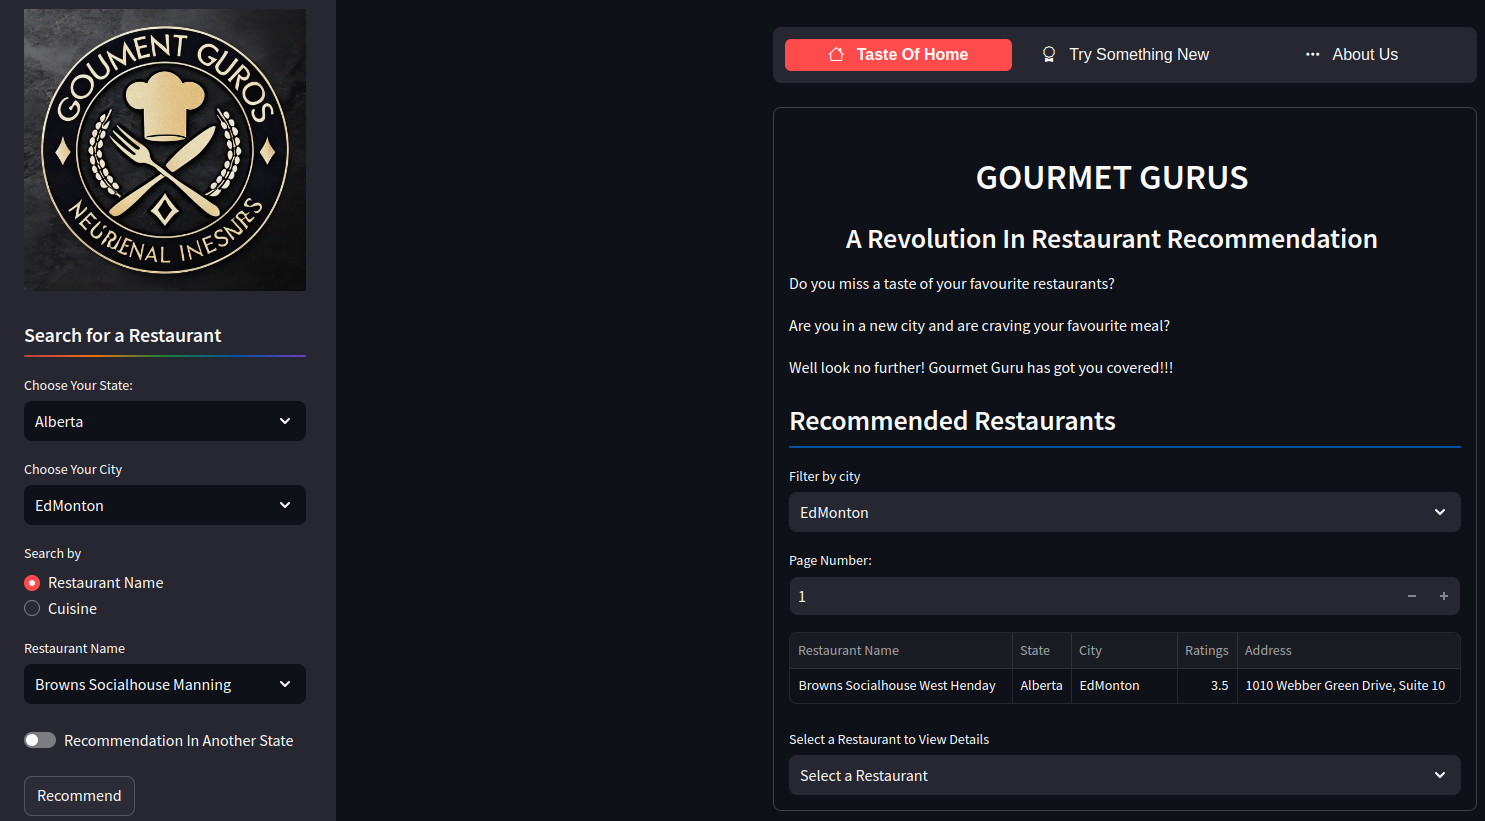 GOUMENT GUROS
NEURIENAL INESNRES
Search for a Restaurant
Choose Your State:
Alberta
Choose Your City
EdMonton
Search by
Restaurant Name
Cuisine
Restaurant Name
Browns Socialhouse Manning
Recommendation In Another State
Recommend
Taste Of Home Try Something New About Us
GOURMET GURUS
A Revolution In Restaurant Recommendation
Do you miss a taste of your favourite restaurants?
Are you in a new city and are craving your favourite meal?
Well look no further! Gourmet Guru has got you covered!!!
Recommended Restaurants
Filter by city
EdMonton
Page Number:
1
Restaurant Name State City Ratings Address
Browns Socialhouse West Henday Alberta EdMonton 3.5 1010 Webber Green Drive, Suite 10
Select a Restaurant to View Details
Select a Restaurant